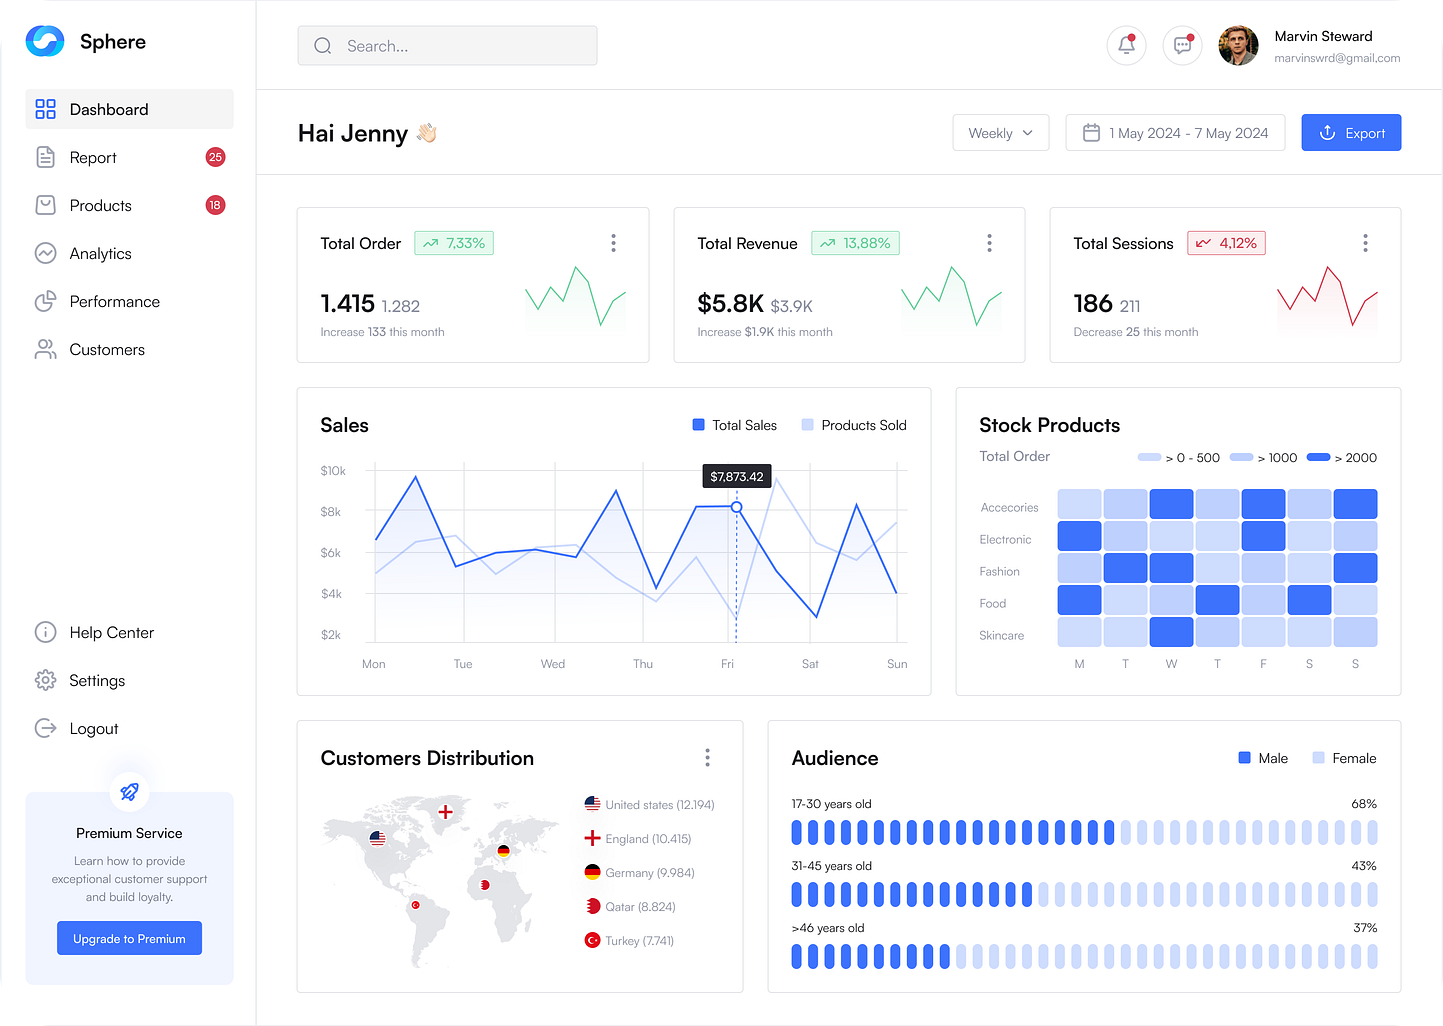 Sphere
Search...
Marvin Steward
marvinswrd@gmail,com
Dashboard
Report 25
Products 18
Analytics
Performance
Customers
Help Center
Settings
Logout
Premium Service
Learn how to provide
exceptional customer support
and build loyalty.
Upgrade to Premium
Hai Jenny
Weekly
1 May 2024 - 7 May 2024
Export
Total Order 7,33%
1.415 1.282
Increase 133 this month
Total Revenue 13,88%
$5.8K $3.9K
Increase $1.9K this month
Total Sessions 4,12%
186 211
Decrease 25 this month
Sales
Total Sales Products Sold
$7,873.42
$10k
$8k
$6k
$4k
$2k
Mon Tue Wed Thu Fri Sat Sun
Stock Products
Total Order
> 0 - 500 > 1000 > 2000
Accecories
Electronic
Fashion
Food
Skincare
M T W T F S S
Customers Distribution
United states (12.194)
England (10.415)
Germany (9.984)
Qatar (8.824)
Turkey (7.741)
Audience
Male Female
17-30 years old 68%
31-45 years old 43%
>46 years old 37%